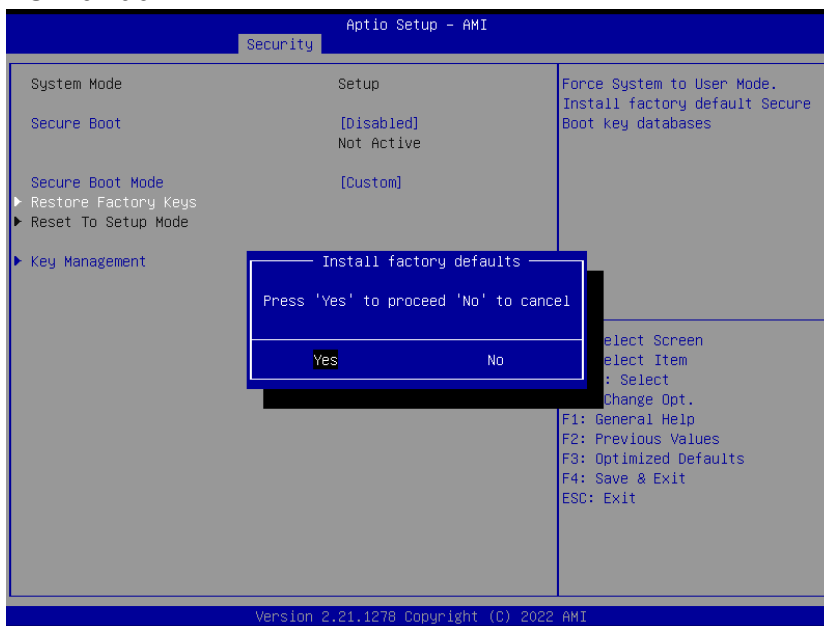 Aptio Setup – AMI
Security
System Mode Setup
Secure Boot [Disabled]
Not Active
Secure Boot Mode [Custom]
Restore Factory Keys
Reset To Setup Mode
Key Management
Force System to User Mode.
Install factory default Secure
Boot key databases
Install factory defaults
Press 'Yes' to proceed 'No' to cancel
Yes No
elect Screen
elect Item
: Select
Change Opt.
F1: General Help
F2: Previous Values
F3: Optimized Defaults
F4: Save & Exit
ESC: Exit
Version 2.21.1278 Copyright (C) 2022 AMI